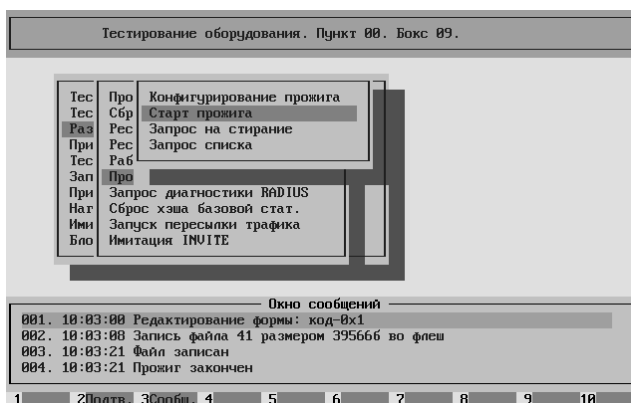 Тестирование оборудования. Пункт 00. Бокс 09.
Тес Про Конфигурирование прожига
Тес Сбр Старт прожига
Раз Рес Запрос на стирание
При Рес Запрос списка
Тес Раб
Зап Про
При Запрос диагностики RADIUS
Наг Сброс хэша базовой стат.
Ими Запуск пересылки трафика
Бло Имитация INVITE
Окно сообщений
001. 10:03:00 Редактирование формы: код-0x1
002. 10:03:08 Запись файла 41 размером 395666 во флеш
003. 10:03:21 Файл записан
004. 10:03:21 Прожиг закончен
1 2Подтв. 3Сообщ. 4 5 6 7 8 9 10